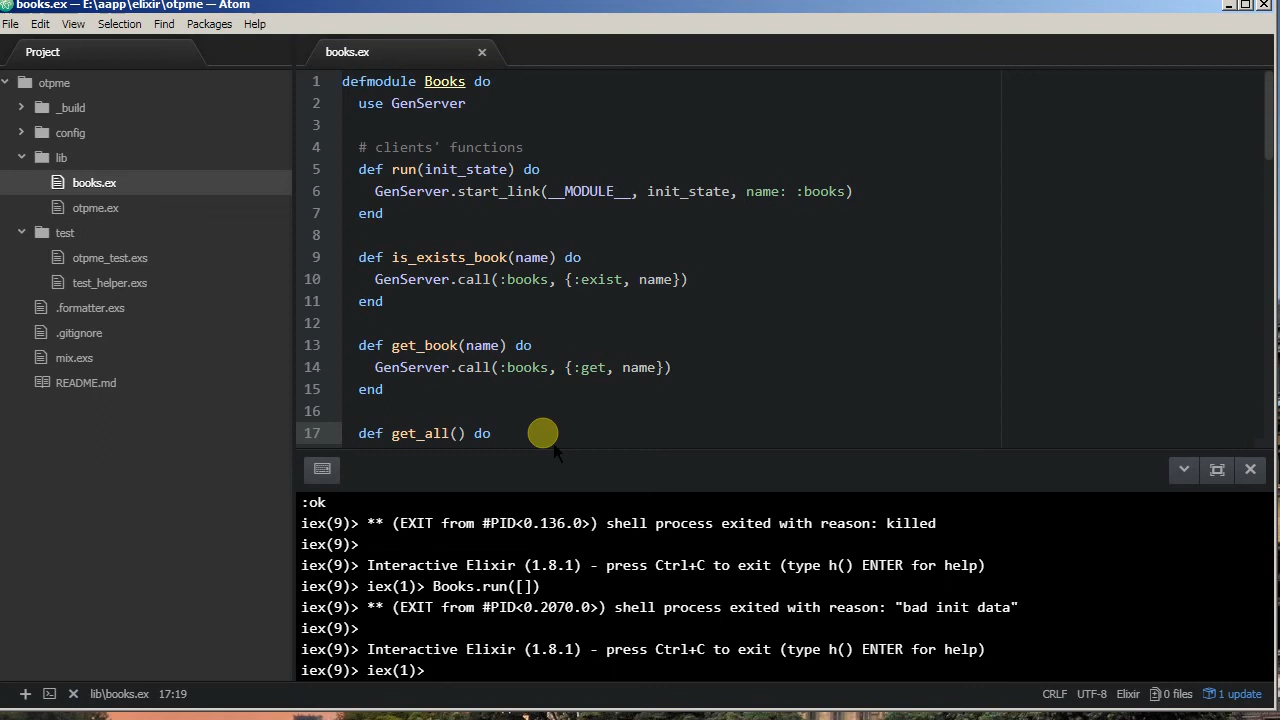 books.ex — E:\aapp\elixir\otpme — Atom
File Edit View Selection Find Packages Help
Project
books.ex
otpme
_build
config
lib
books.ex
otpme.ex
test
otpme_test.exs
test_helper.exs
.formatter.exs
.gitignore
mix.exs
README.md
1 defmodule Books do
2 use GenServer
3
4 # clients' functions
5 def run(init_state) do
6 GenServer.start_link(__MODULE__, init_state, name: :books)
7 end
8
9 def is_exists_book(name) do
10 GenServer.call(:books, {:exist, name})
11 end
12
13 def get_book(name) do
14 GenServer.call(:books, {:get, name})
15 end
16
17 def get_all() do
:ok
iex(9)> ** (EXIT from #PID<0.136.0>) shell process exited with reason: killed
iex(9)>
iex(9)> Interactive Elixir (1.8.1) - press Ctrl+C to exit (type h() ENTER for help)
iex(9)> iex(1)> Books.run([])
iex(9)> ** (EXIT from #PID<0.2070.0>) shell process exited with reason: "bad init data"
iex(9)>
iex(9)> Interactive Elixir (1.8.1) - press Ctrl+C to exit (type h() ENTER for help)
iex(9)> iex(1)>
lib\books.ex 17:19 CRLF UTF-8 Elixir 0 files 1 update